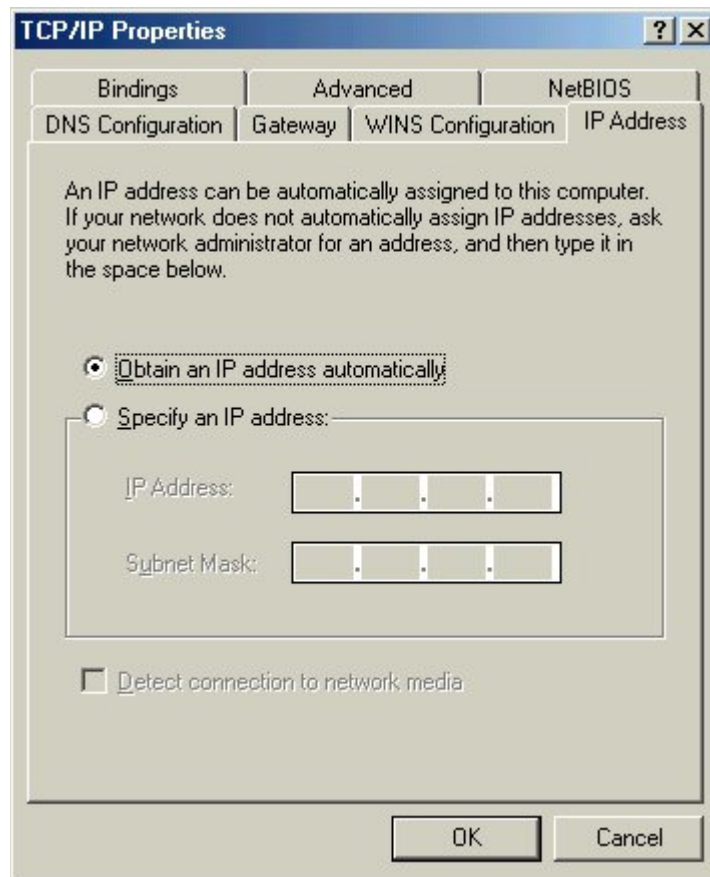 TCP/IP Properties
Bindings
Advanced
NetBIOS
DNS Configuration
Gateway
WINS Configuration
IP Address
An IP address can be automatically assigned to this computer.
If your network does not automatically assign IP addresses, ask
your network administrator for an address, and then type it in
the space below.
Obtain an IP address automatically
Specify an IP address:
IP Address:
. . .
Subnet Mask:
. . .
Detect connection to network media
OK
Cancel